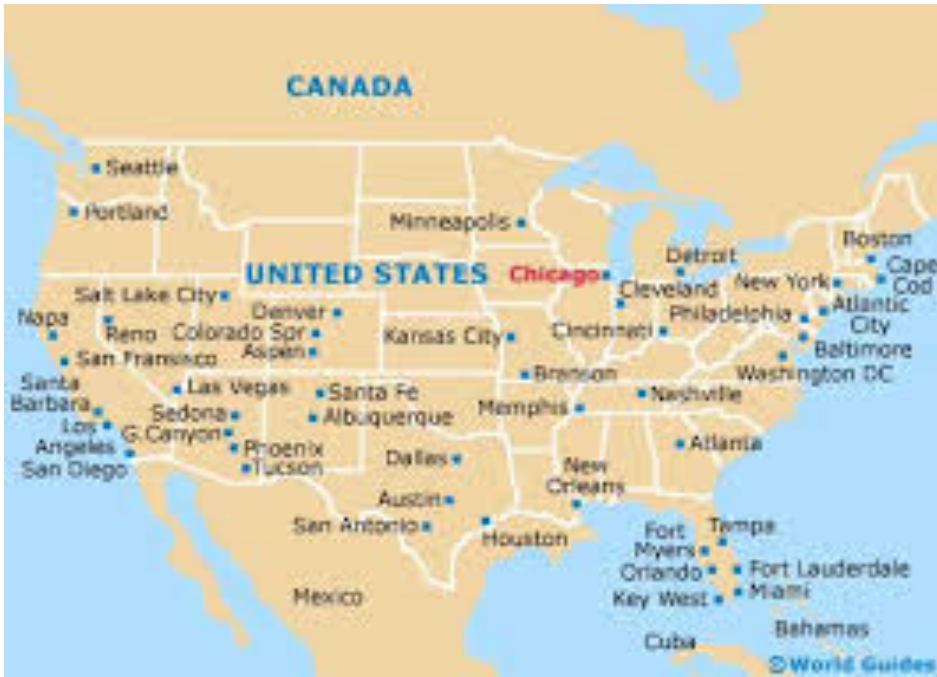 CANADA
Seattle
Portland
Minneapolis
Boston
Detroit
Cape
Cod
UNITED STATES
Chicago
New York
Cleveland
Salt Lake City
Denver
Philadelphia
Atlantic
City
Napa
Reno
Colorado Spr
Kansas City
Cincinnati
Baltimore
San Fransisco
Aspen
Washington DC
Branson
Santa
Barbara
Las Vegas
Santa Fe
Nashville
Memphis
Sedona
Albuquerque
Los
Angeles
G.Canyon
Phoenix
Atlanta
San Diego
Tucson
Dallas
New
Orleans
Austin
San Antonio
Houston
Fort
Myers
Tampa
Orlando
Fort Lauderdale
Key West
Miami
Mexico
Bahamas
Cuba
©World Guides